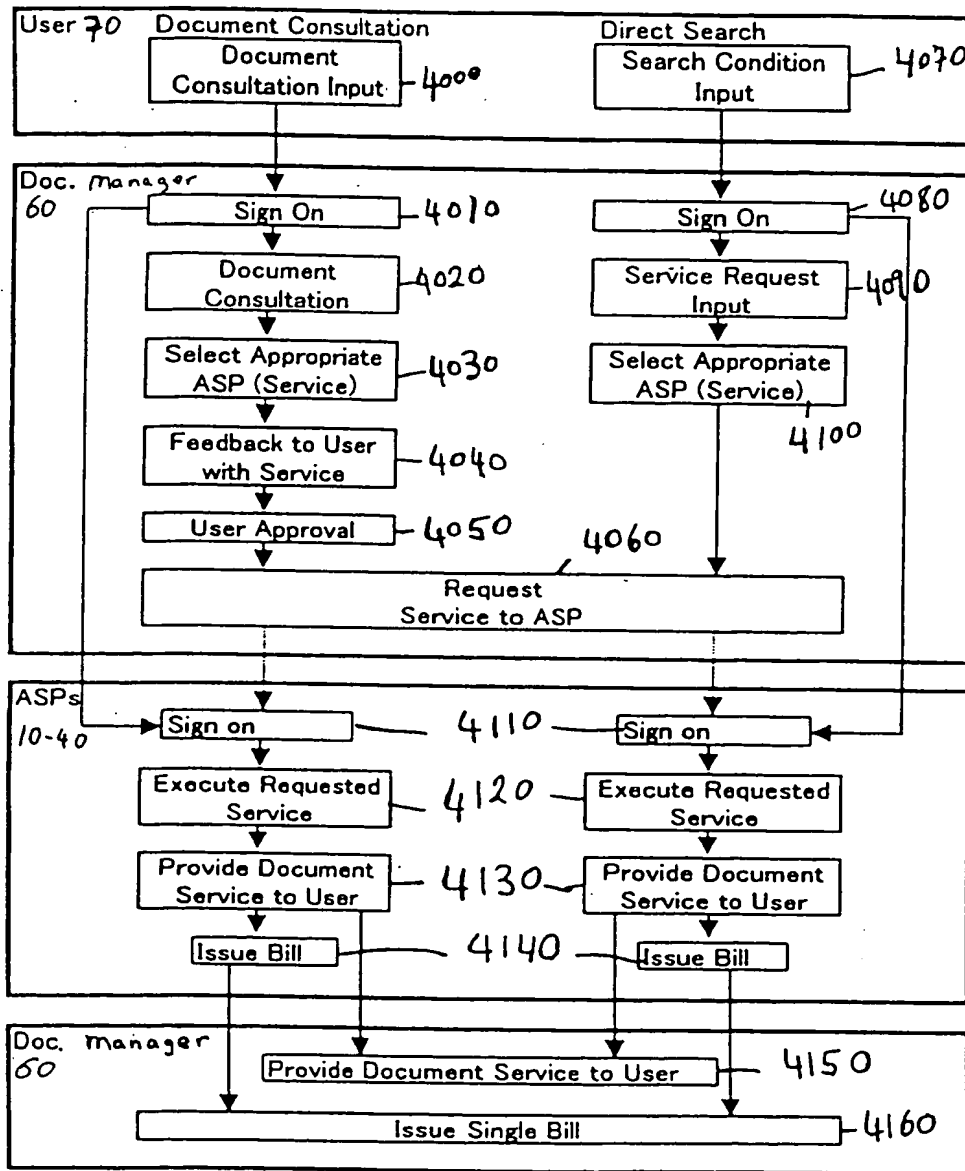 User 70 Document Consultation
Direct Search
Document
Consultation Input
4000
Search Condition
Input
4070
Doc. manager
60
Sign On
4010
Sign On
4080
Document
Consultation
4020
Service Request
Input
4090
Select Appropriate
ASP (Service)
4030
Select Appropriate
ASP (Service)
4100
Feedback to User
with Service
4040
User Approval
4050
4060
Request
Service to ASP
ASPs
10-40
Sign on
4110
Sign on
Execute Requested
Service
4120
Execute Requested
Service
Provide Document
Service to User
4130
Provide Document
Service to User
Issue Bill
4140
Issue Bill
Doc. manager
60
Provide Document Service to User
4150
Issue Single Bill
4160